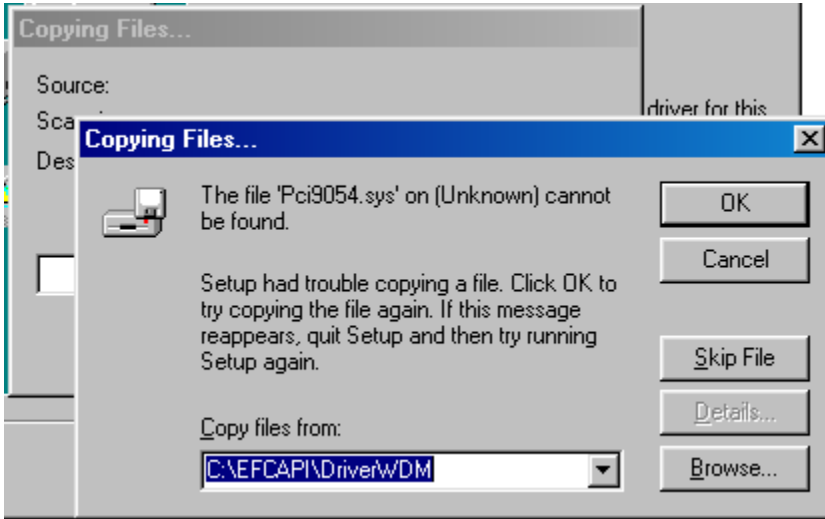 Copying Files...
Source:
driver for this
Copying Files...
The file 'Pci9054.sys' on (Unknown) cannot
be found.
OK
Cancel
Setup had trouble copying a file. Click OK to
try copying the file again. If this message
reappears, quit Setup and then try running
Setup again.
Skip File
Details...
Copy files from:
C:\EFCAPI\DriverWDM
Browse...